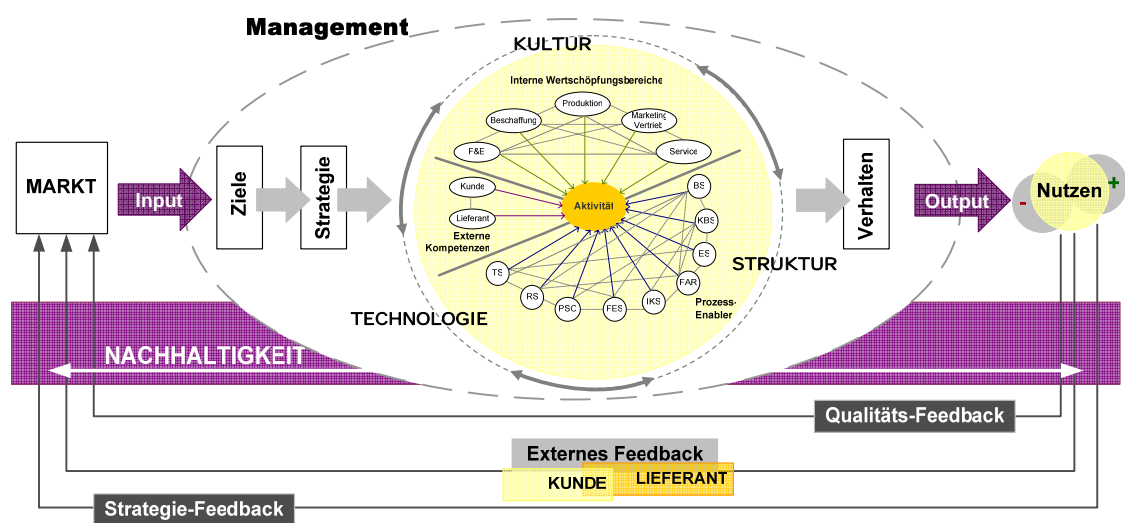 Management
KULTUR
Interne Wertschöpfungsbereiche
Produktion
Beschaffung
Marketing
Vertrieb
F&E
Service
MARKT
Input
Ziele
Strategie
Kunde
Lieferant
Externe
Kompetenzen
Aktivität
BS
KBS
ES
FAR
IKS
FES
PSC
RS
TS
Prozess-
Enabler
STRUKTUR
TECHNOLOGIE
Verhalten
Output
-
Nutzen
+
NACHHALTIGKEIT
Qualitäts-Feedback
Externes Feedback
KUNDE
LIEFERANT
Strategie-Feedback